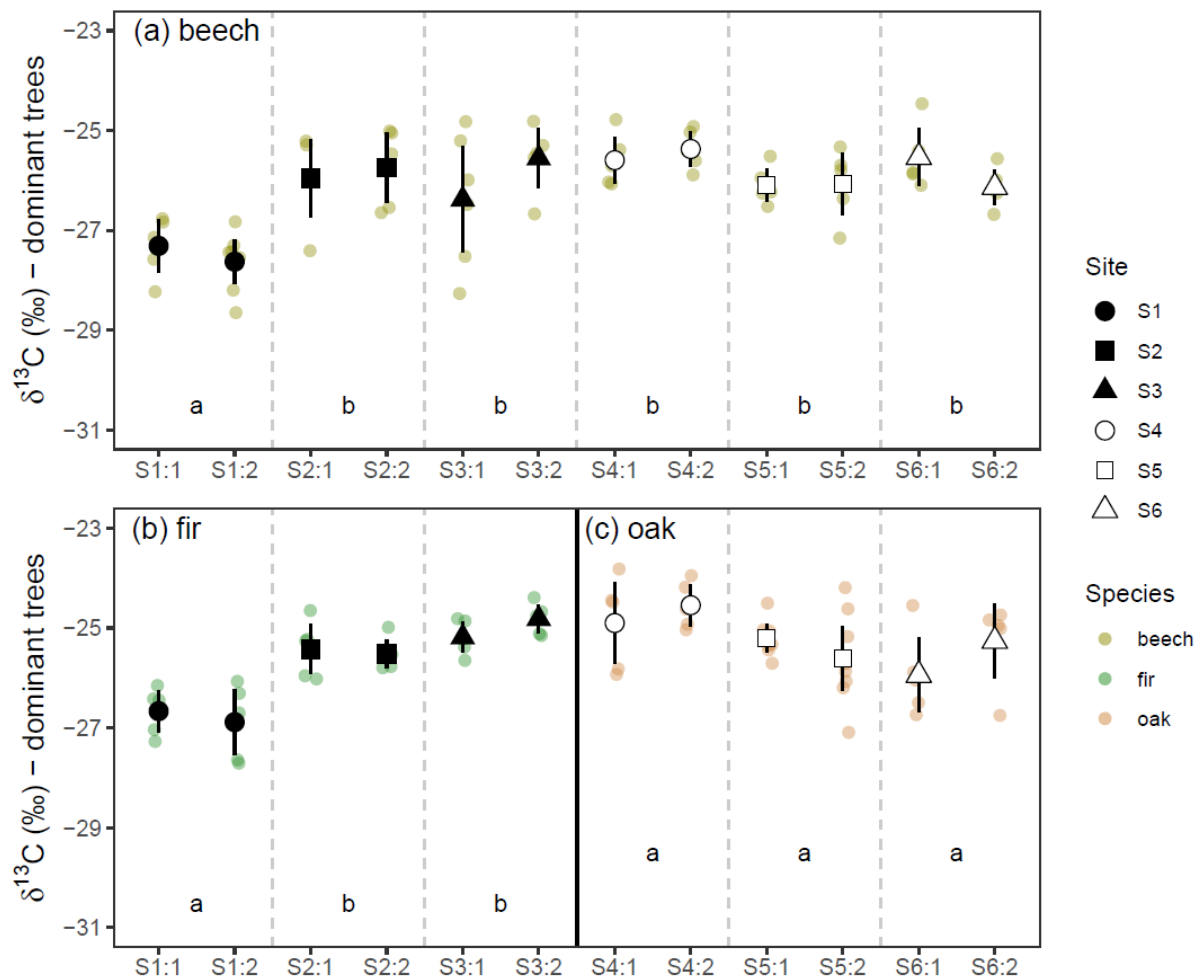 (a) beech
−23
−25
−27
−29
−31
δ13C (‰) − dominant trees
a b b b b b
S1:1 S1:2 S2:1 S2:2 S3:1 S3:2 S4:1 S4:2 S5:1 S5:2 S6:1 S6:2
(b) fir
(c) oak
−23
−25
−27
−29
−31
δ13C (‰) − dominant trees
a b b
a a a
S1:1 S1:2 S2:1 S2:2 S3:1 S3:2 S4:1 S4:2 S5:1 S5:2 S6:1 S6:2
Site
S1
S2
S3
S4
S5
S6
Species
beech
fir
oak